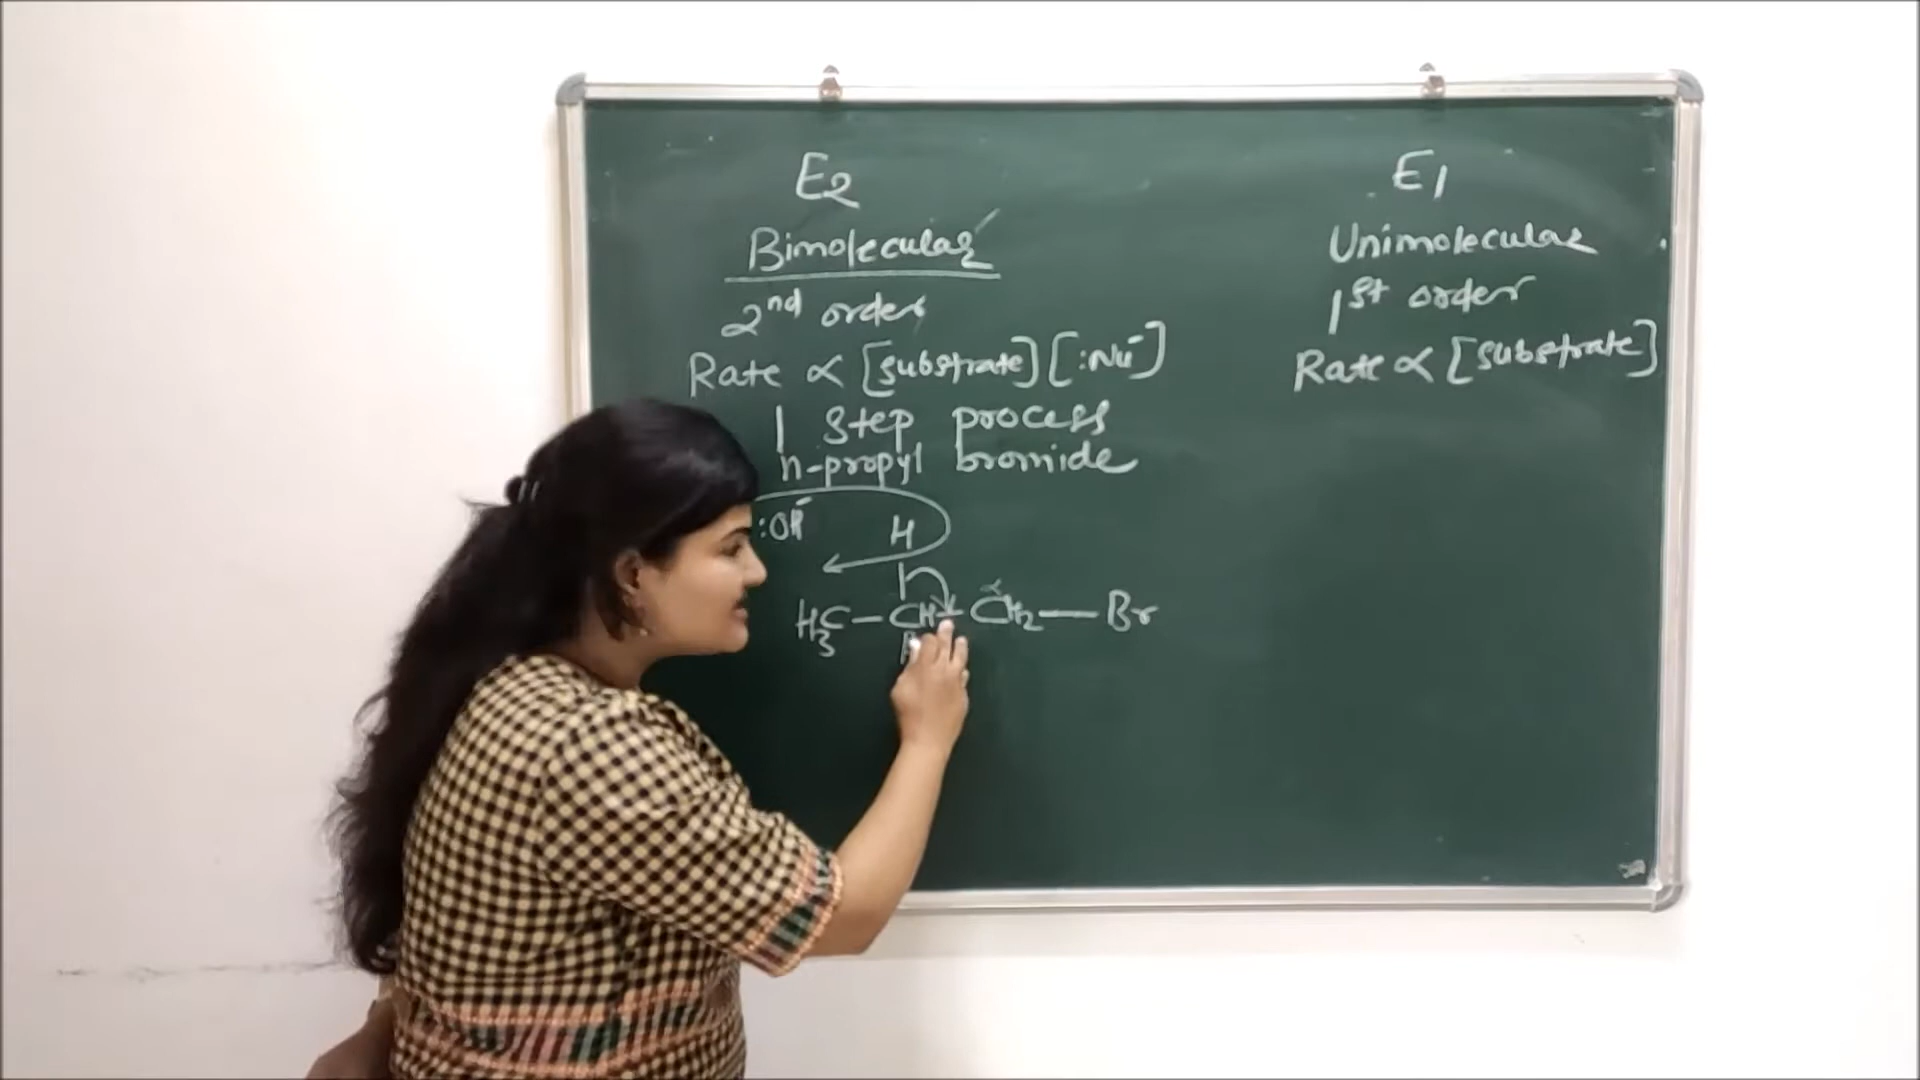 E2
Bimolecular
2nd order
Rate ∝ [substrate] [:Nu-]
1 step process
n-propyl bromide
:OH- H
α
H3C — CH — CH2 — Br
E1
Unimolecular
1st order
Rate ∝ [substrate]